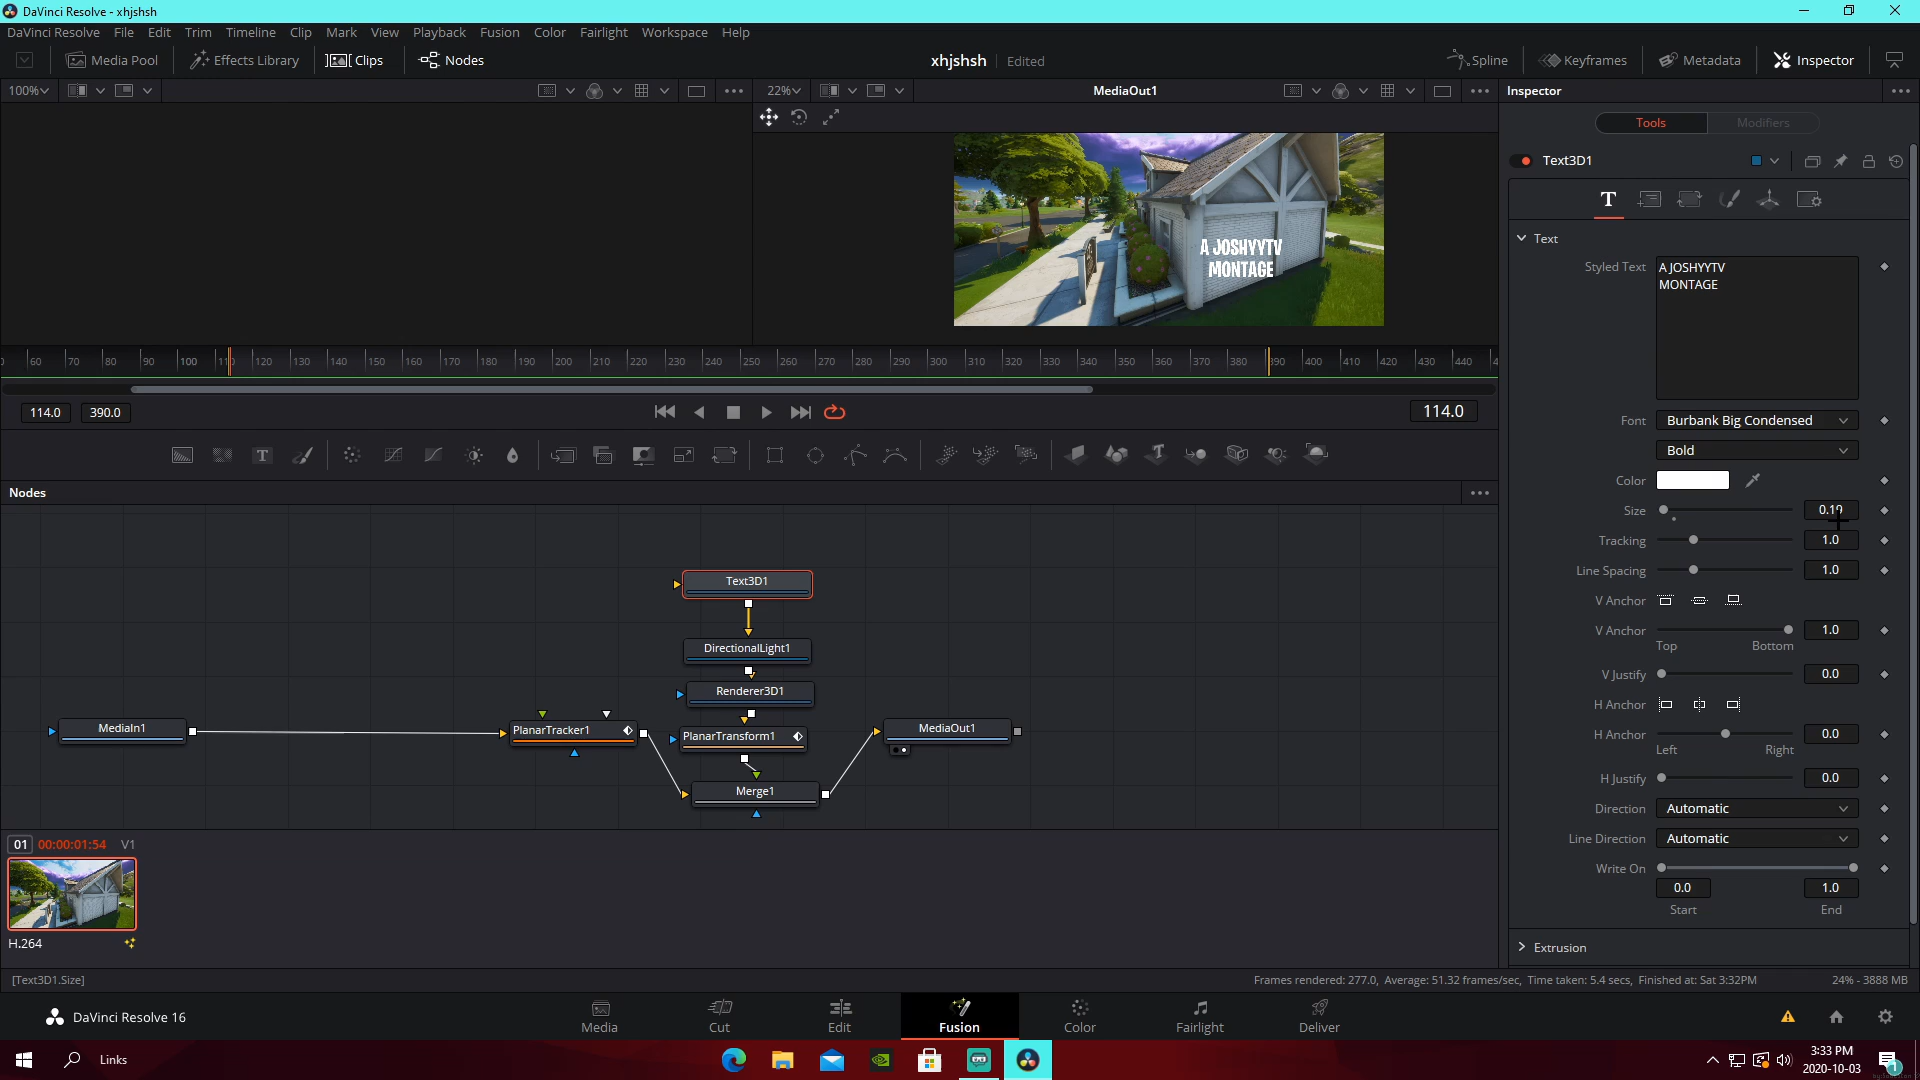 DaVinci Resolve - xhjshsh
DaVinci Resolve File Edit Trim Timeline Clip Mark View Playback Fusion Color Fairlight Workspace Help
Media Pool Effects Library Clips Nodes xhjshsh Edited Spline Keyframes Metadata Inspector
100% 22% MediaOut1 Inspector
Tools Modifiers
Text3D1
A JOSHYYTV
MONTAGE
Text
Styled Text A JOSHYYTV
MONTAGE
60 70 80 90 100 110 120 130 140 150 160 170 180 190 200 210 220 230 240 250 260 270 280 290 300 310 320 330 340 350 360 370 380 390 400 410 420 430 440
114.0 390.0 114.0
Font Burbank Big Condensed
Bold
Color
Size 0.19
Tracking 1.0
Line Spacing 1.0
V Anchor
V Anchor 1.0
Top Bottom
V Justify 0.0
H Anchor
H Anchor 0.0
Left Right
H Justify 0.0
Direction Automatic
Line Direction Automatic
Write On
0.0 1.0
Start End
Extrusion
Nodes
Text3D1
DirectionalLight1
Renderer3D1
MediaIn1 PlanarTracker1 PlanarTransform1 MediaOut1
Merge1
01 00:00:01:54 V1
H.264
[Text3D1.Size] Frames rendered: 277.0, Average: 51.32 frames/sec, Time taken: 5.4 secs, Finished at: Sat 3:32PM 24% - 3888 MB
DaVinci Resolve 16 Media Cut Edit Fusion Color Fairlight Deliver
Links
3:33 PM
2020-10-03
1